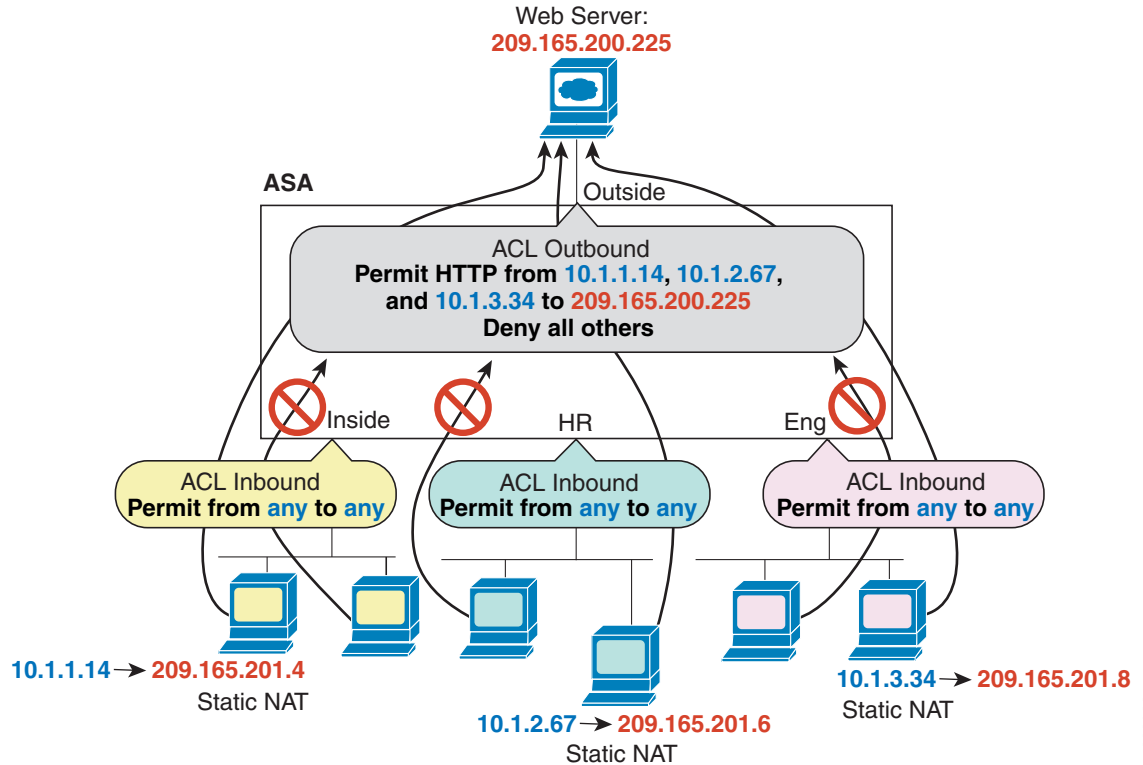 Web Server:
209.165.200.225
ASA
Outside
ACL Outbound
Permit HTTP from 10.1.1.14, 10.1.2.67,
and 10.1.3.34 to 209.165.200.225
Deny all others
Inside
HR
Eng
ACL Inbound
Permit from any to any
ACL Inbound
Permit from any to any
ACL Inbound
Permit from any to any
10.1.1.14 → 209.165.201.4
Static NAT
10.1.2.67 → 209.165.201.6
Static NAT
10.1.3.34 → 209.165.201.8
Static NAT